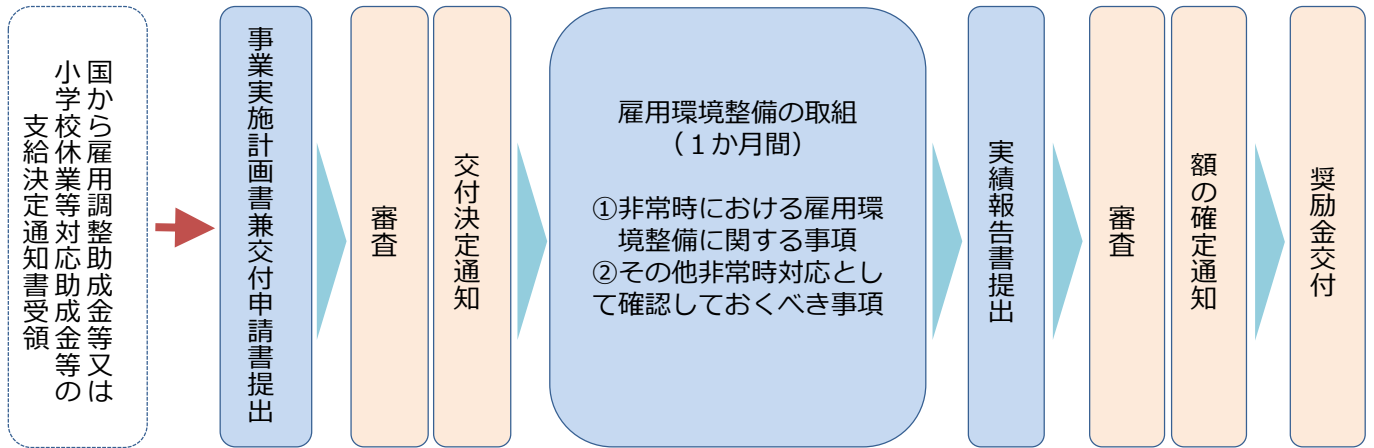 国から雇用調整助成金等又は
小学校休業等対応助成金等の
支給決定通知書受領
事業実施計画書兼交付申請書提出
審査
交付決定通知
雇用環境整備の取組
（１か月間）
①非常時における雇用環
境整備に関する事項
②その他非常時対応とし
て確認しておくべき事項
実績報告書提出
審査
額の確定通知
奨励金交付